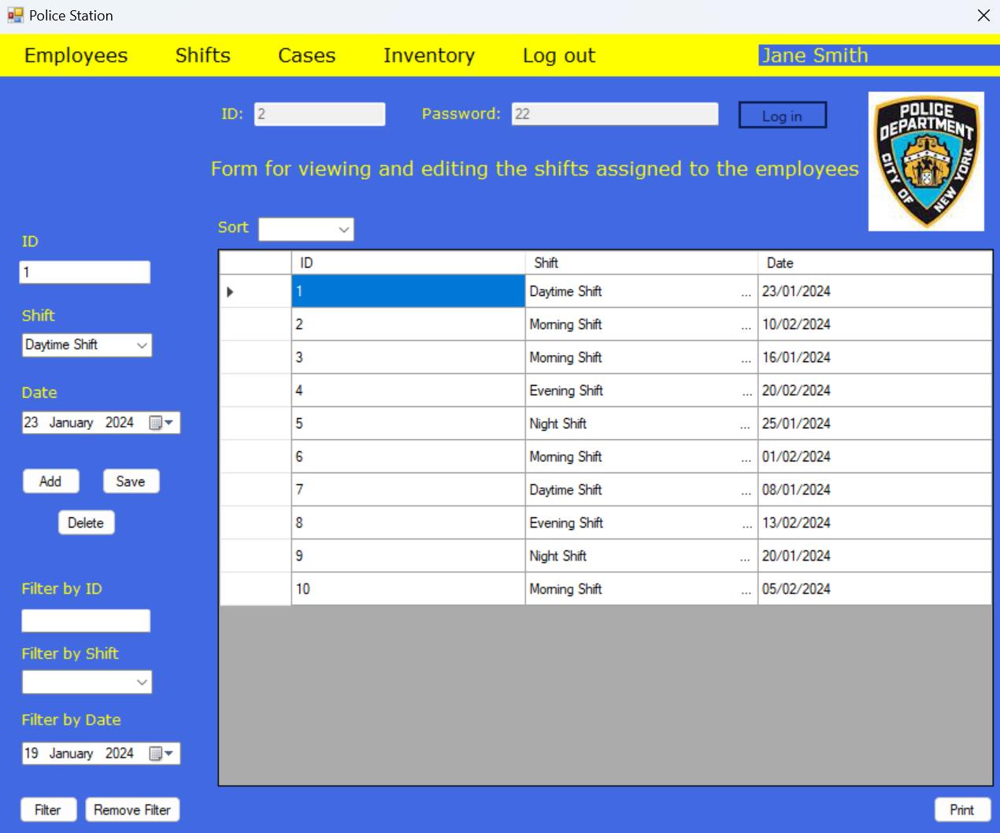 Police Station
Employees Shifts Cases Inventory Log out Jane Smith
ID: 2 Password: 22 Log in
POLICE
DEPARTMENT
CITY OF
NEW YORK
Form for viewing and editing the shifts assigned to the employees
Sort
ID
1
Shift
Daytime Shift
Date
23 January 2024
Add Save
Delete
Filter by ID
Filter by Shift
Filter by Date
19 January 2024
Filter Remove Filter
ID Shift Date
1 Daytime Shift ... 23/01/2024
2 Morning Shift ... 10/02/2024
3 Morning Shift ... 16/01/2024
4 Evening Shift ... 20/02/2024
5 Night Shift ... 25/01/2024
6 Morning Shift ... 01/02/2024
7 Daytime Shift ... 08/01/2024
8 Evening Shift ... 13/02/2024
9 Night Shift ... 20/01/2024
10 Morning Shift ... 05/02/2024
Print